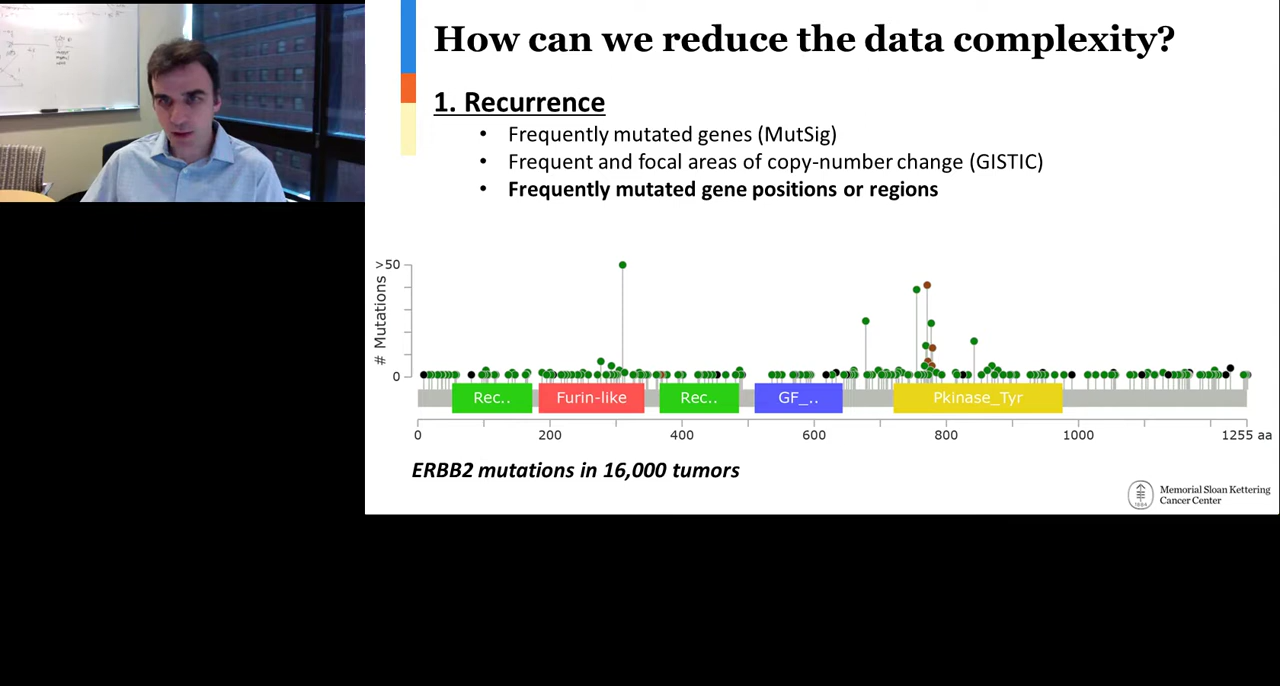 How can we reduce the data complexity?
1. Recurrence
• Frequently mutated genes (MutSig)
• Frequent and focal areas of copy-number change (GISTIC)
• Frequently mutated gene positions or regions
# Mutations
>50
0
Rec.. Furin-like Rec.. GF_.. Pkinase_Tyr
0 200 400 600 800 1000 1255 aa
ERBB2 mutations in 16,000 tumors
Memorial Sloan Kettering
Cancer Center